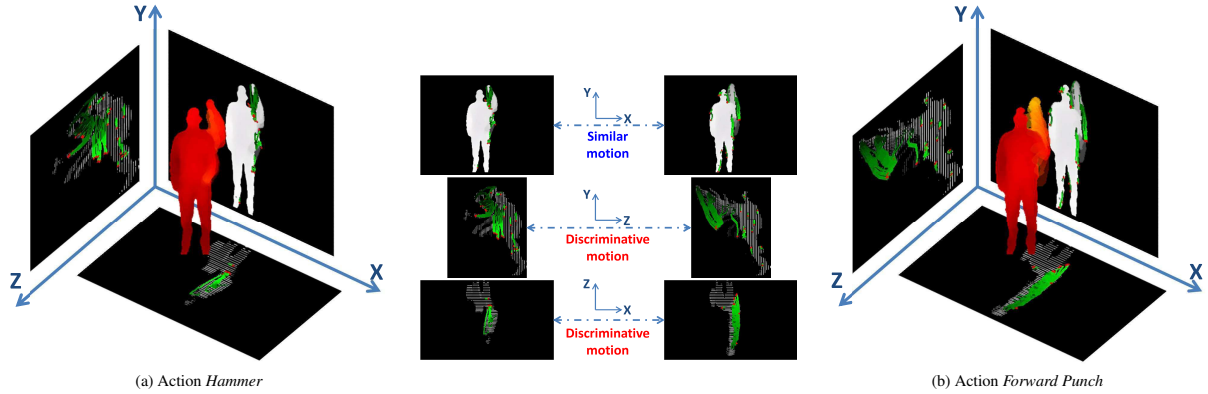 Y
Z
X
Y
X
Similar
motion
Y
Z
Discriminative
motion
Z
X
Discriminative
motion
Y
Z
X
(a) Action Hammer
(b) Action Forward Punch